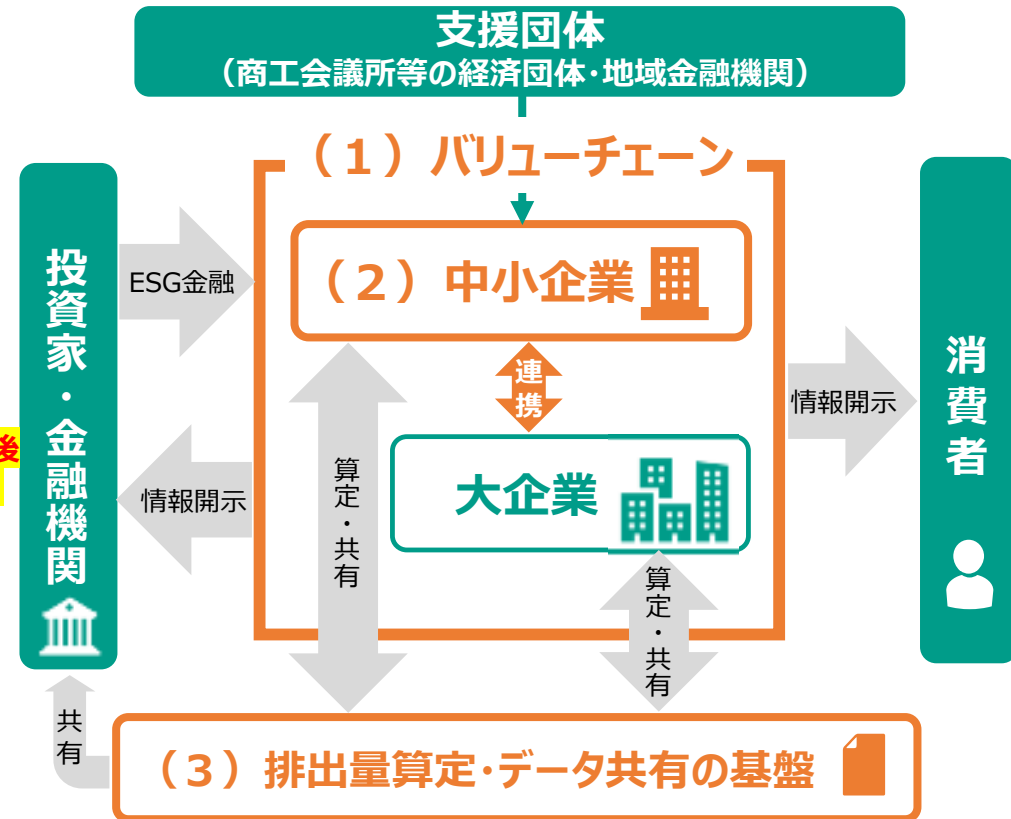 支援団体
（商工会議所等の経済団体・地域金融機関）
（１）バリューチェーン
投資家・金融機関
ESG金融
（２）中小企業
連携
消費者
情報開示
後
情報開示
大企業
算定・共有
算定・共有
共有
（３）排出量算定・データ共有の基盤